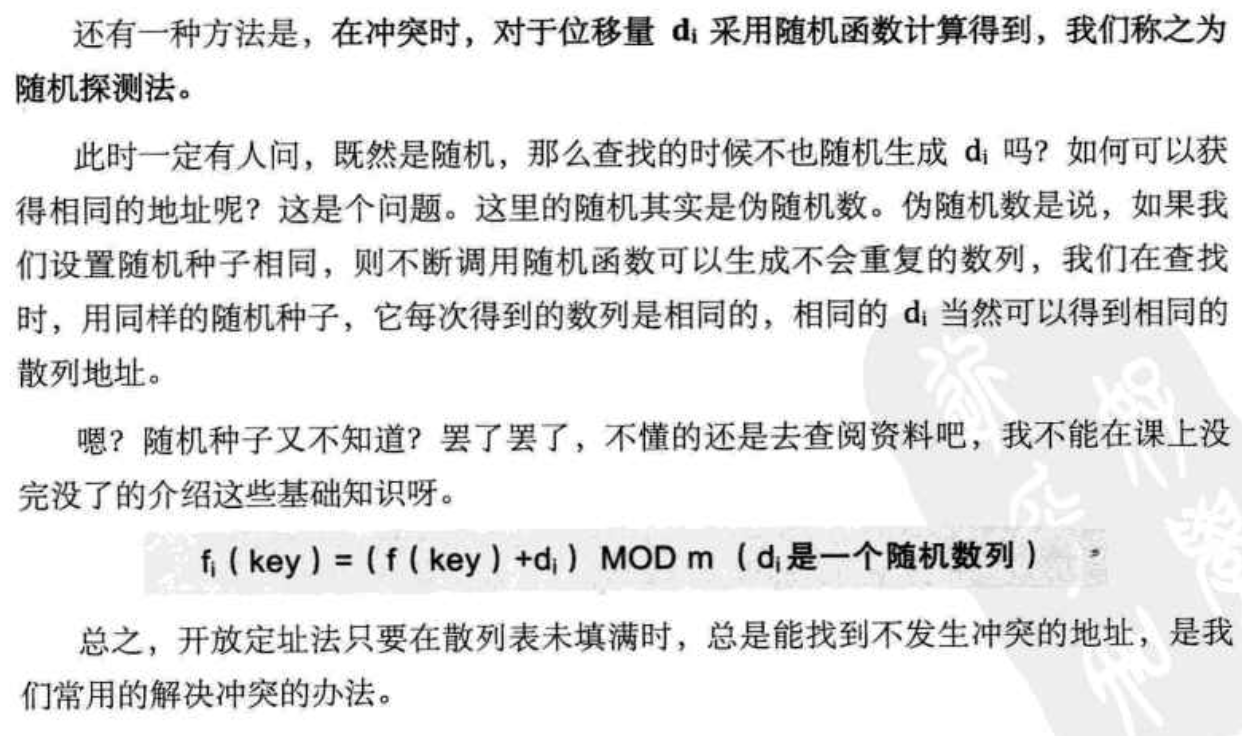 还有一种方法是，在冲突时，对于位移量 di 采用随机函数计算得到，我们称之为
随机探测法。
此时一定有人问，既然是随机，那么查找的时候不也随机生成 di 吗？如何可以获
得相同的地址呢？这是个问题。这里的随机其实是伪随机数。伪随机数是说，如果我
们设置随机种子相同，则不断调用随机函数可以生成不会重复的数列，我们在查找
时，用同样的随机种子，它每次得到的数列是相同的，相同的 di 当然可以得到相同的
散列地址。
嗯？随机种子又不知道？罢了罢了，不懂的还是去查阅资料吧，我不能在课上没
完没了的介绍这些基础知识呀。
fi ( key ) = ( f ( key ) +di ) MOD m （di是一个随机数列）
总之，开放定址法只要在散列表未填满时，总是能找到不发生冲突的地址，是我
们常用的解决冲突的办法。